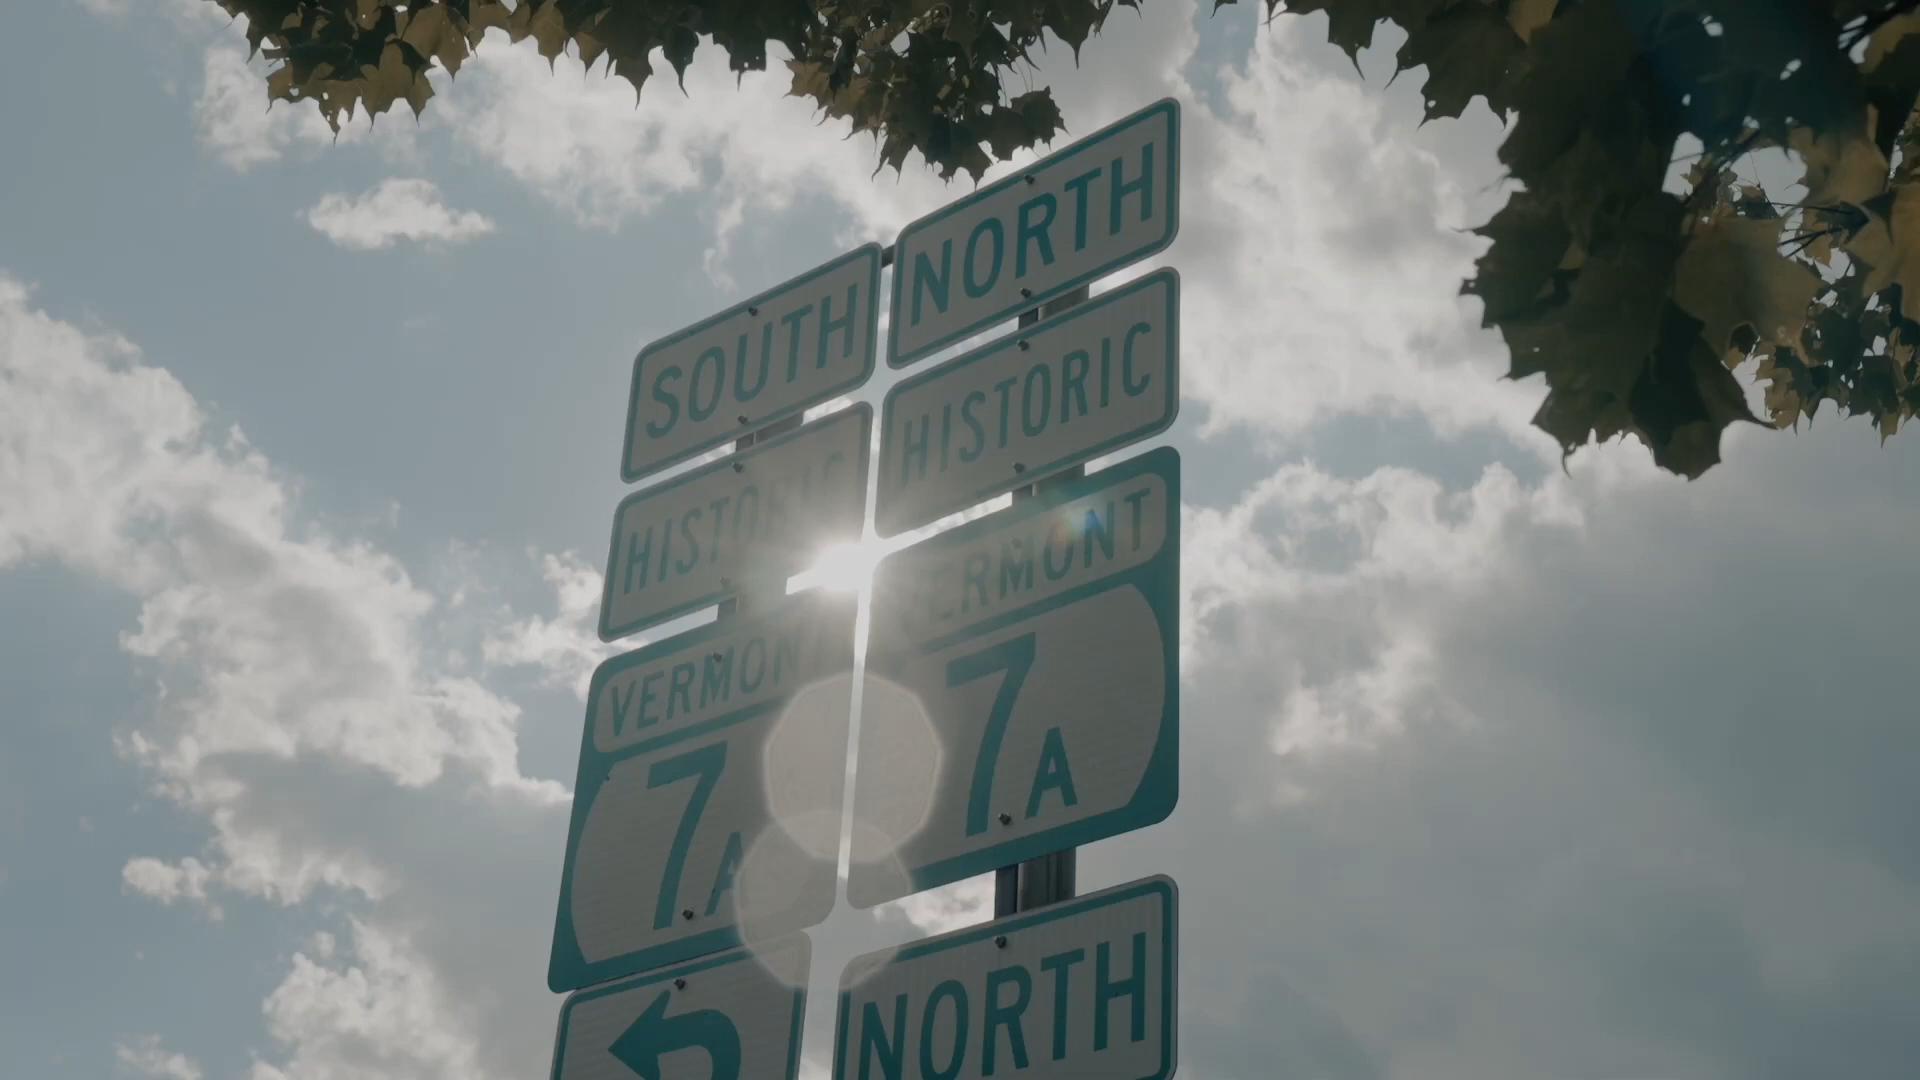 SOUTH
HISTORIC
VERMONT
7A
NORTH
HISTORIC
VERMONT
7A
NORTH